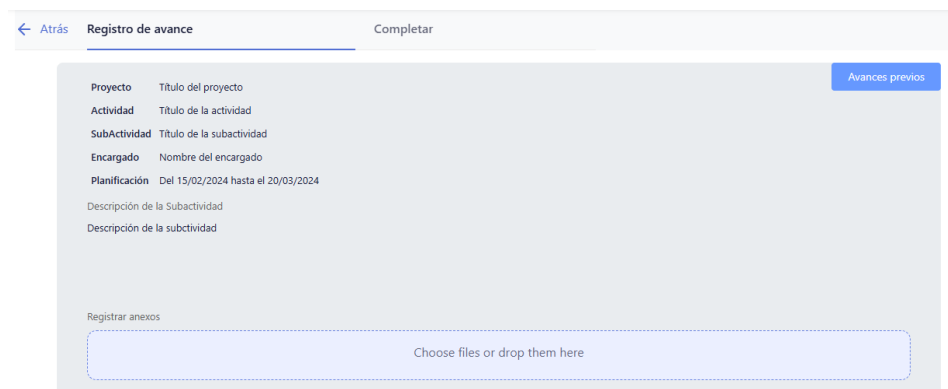 ← Atrás Registro de avance Completar
Avances previos
Proyecto Título del proyecto
Actividad Título de la actividad
SubActividad Título de la subactividad
Encargado Nombre del encargado
Planificación Del 15/02/2024 hasta el 20/03/2024
Descripción de la Subactividad
Descripción de la subctividad
Registrar anexos
Choose files or drop them here